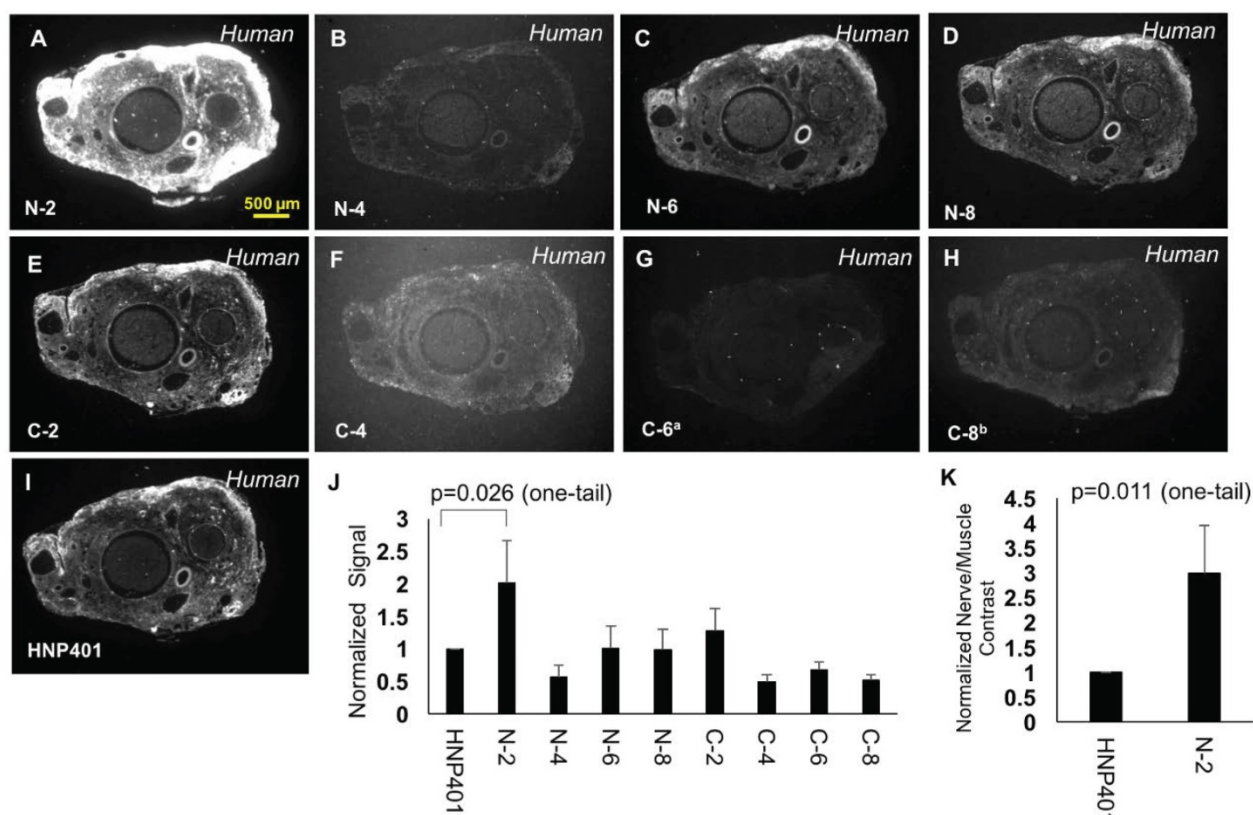 A
Human
N-2
500 μm
B
Human
N-4
C
Human
N-6
D
Human
N-8
E
Human
C-2
F
Human
C-4
G
Human
C-6ᵃ
H
Human
C-8ᵇ
I
Human
HNP401
J
p=0.026 (one-tail)
Normalized Signal
3
2.5
2
1.5
1
0.5
0
HNP401
N-2
N-4
N-6
N-8
C-2
C-4
C-6
C-8
K
p=0.011 (one-tail)
Normalized Nerve/Muscle
Contrast
4.5
4
3.5
3
2.5
2
1.5
1
0.5
0
N-2